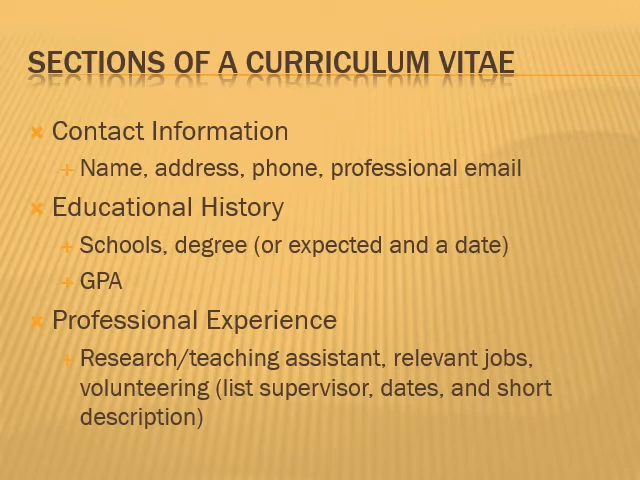 SECTIONS OF A CURRICULUM VITAE
Contact Information
Name, address, phone, professional email
Educational History
Schools, degree (or expected and a date)
GPA
Professional Experience
Research/teaching assistant, relevant jobs,
volunteering (list supervisor, dates, and short
description)